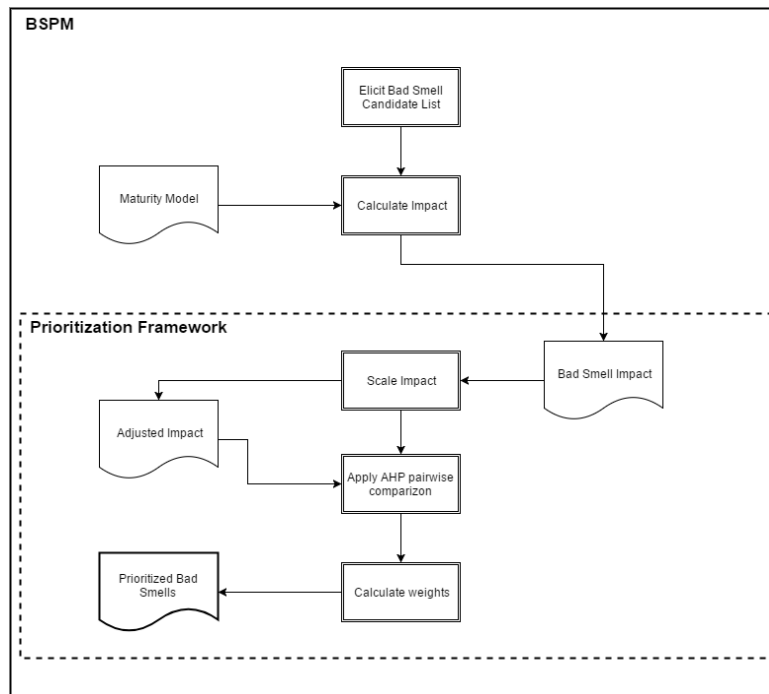 BSPM
Elicit Bad Smell
Candidate List
Maturity Model
Calculate Impact
Prioritization Framework
Scale Impact
Bad Smell Impact
Adjusted Impact
Apply AHP pairwise
comparizon
Prioritized Bad
Smells
Calculate weights